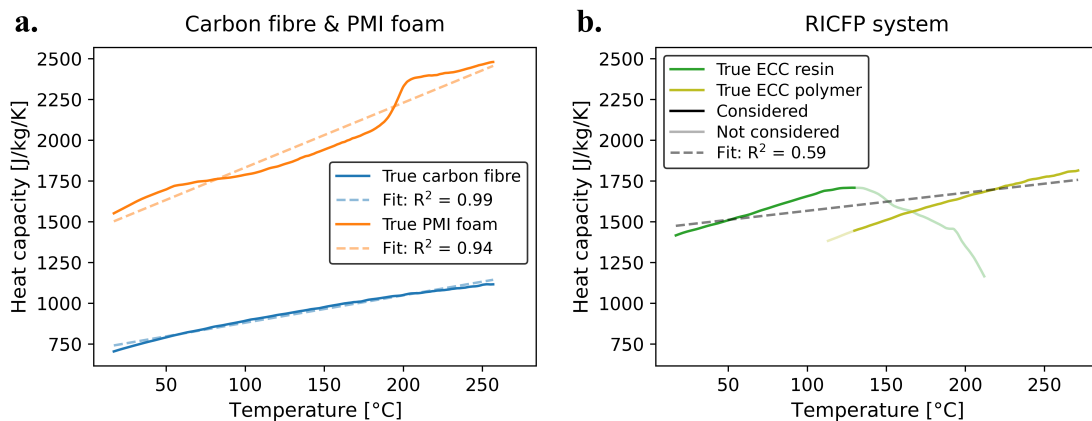 a.
Carbon fibre & PMI foam
Heat capacity [J/kg/K]
2500
2250
2000
1750
1500
1250
1000
750
True carbon fibre
Fit: R² = 0.99
True PMI foam
Fit: R² = 0.94
50
100
150
200
250
Temperature [°C]
b.
RICFP system
Heat capacity [J/kg/K]
2500
2250
2000
1750
1500
1250
1000
750
True ECC resin
True ECC polymer
Considered
Not considered
Fit: R² = 0.59
50
100
150
200
250
Temperature [°C]